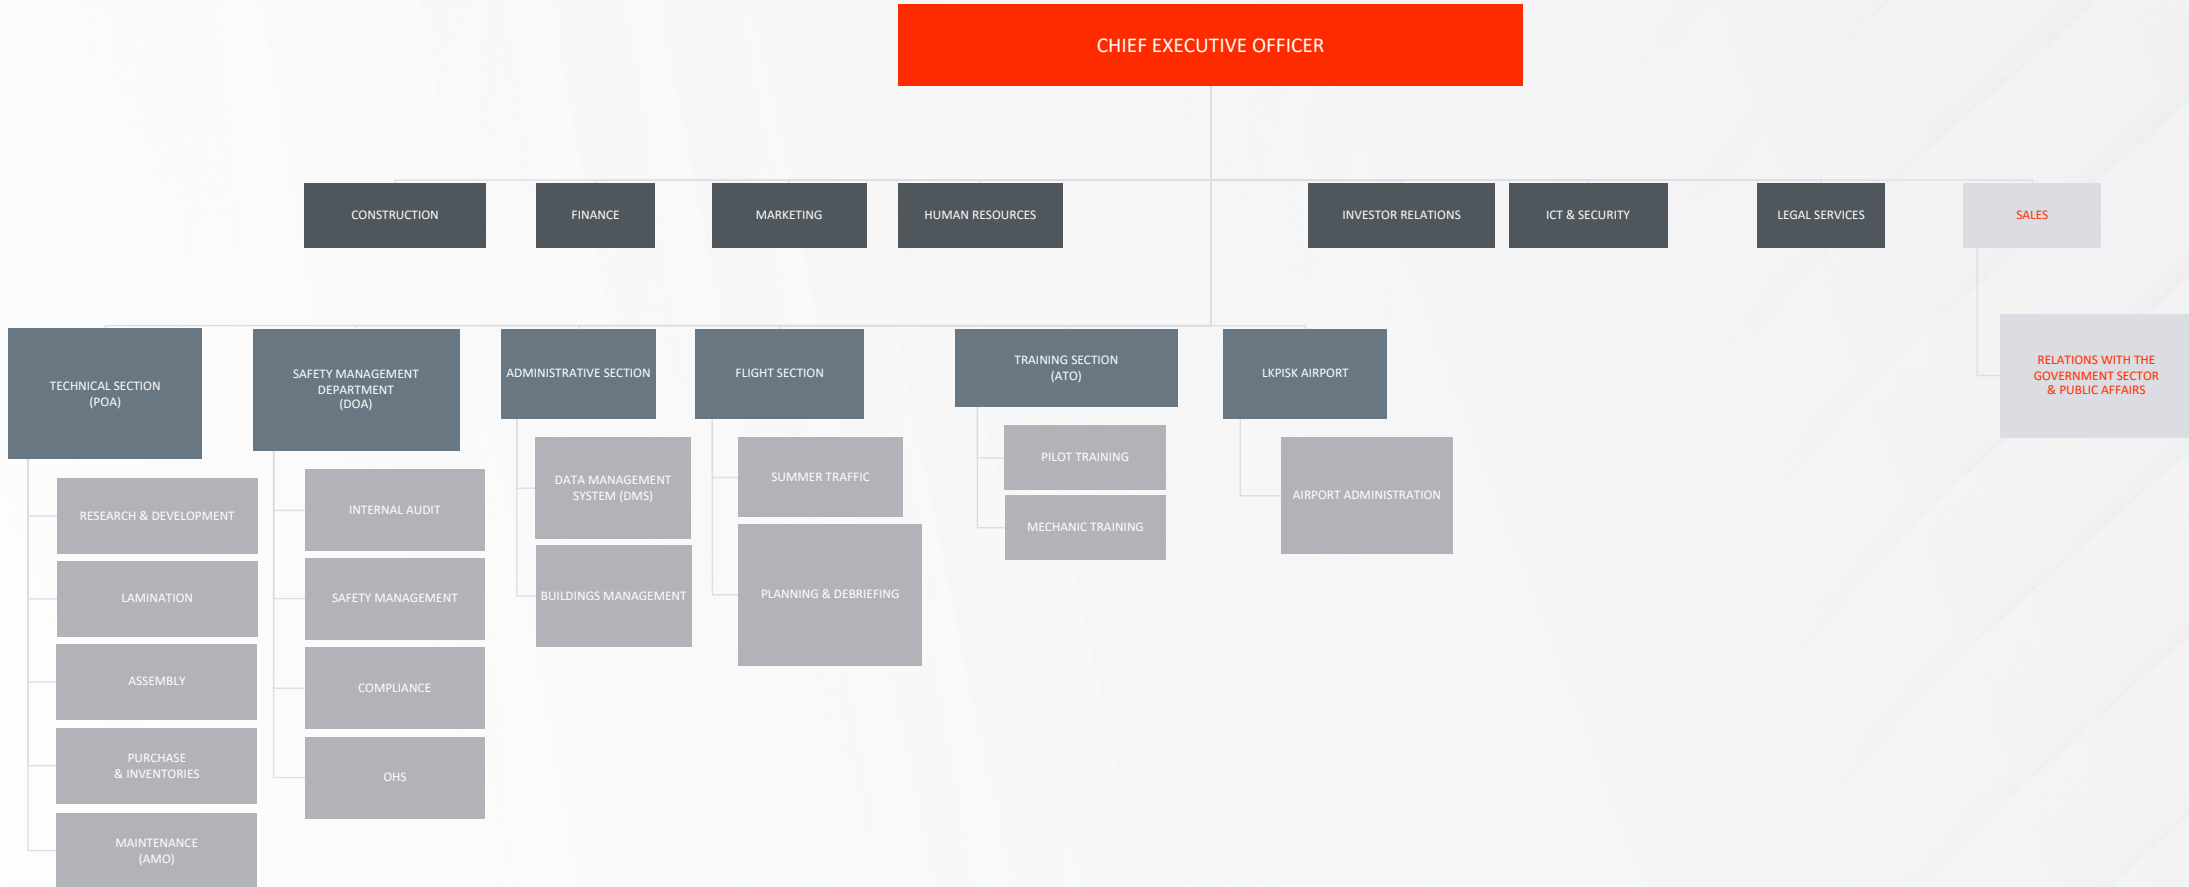 CHIEF EXECUTIVE OFFICER
CONSTRUCTION
FINANCE
MARKETING
HUMAN RESOURCES
INVESTOR RELATIONS
ICT & SECURITY
LEGAL SERVICES
SALES
RELATIONS WITH THE
GOVERNMENT SECTOR
& PUBLIC AFFAIRS
TECHNICAL SECTION
(POA)
SAFETY MANAGEMENT
DEPARTMENT
(DOA)
ADMINISTRATIVE SECTION
FLIGHT SECTION
TRAINING SECTION
(ATO)
LKPISK AIRPORT
RESEARCH & DEVELOPMENT
LAMINATION
ASSEMBLY
PURCHASE
& INVENTORIES
MAINTENANCE
(AMO)
INTERNAL AUDIT
SAFETY MANAGEMENT
COMPLIANCE
OHS
DATA MANAGEMENT
SYSTEM (DMS)
BUILDINGS MANAGEMENT
SUMMER TRAFFIC
PLANNING & DEBRIEFING
PILOT TRAINING
MECHANIC TRAINING
AIRPORT ADMINISTRATION